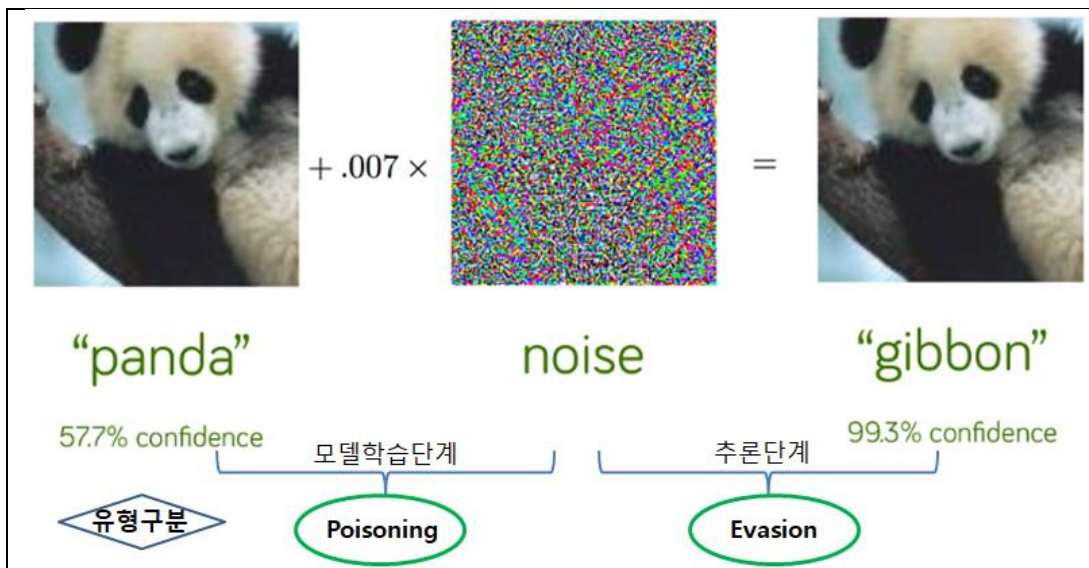 + .007 ×
=
“panda”
noise
“gibbon”
57.7% confidence
99.3% confidence
모델학습단계
추론단계
유형구분
Poisoning
Evasion